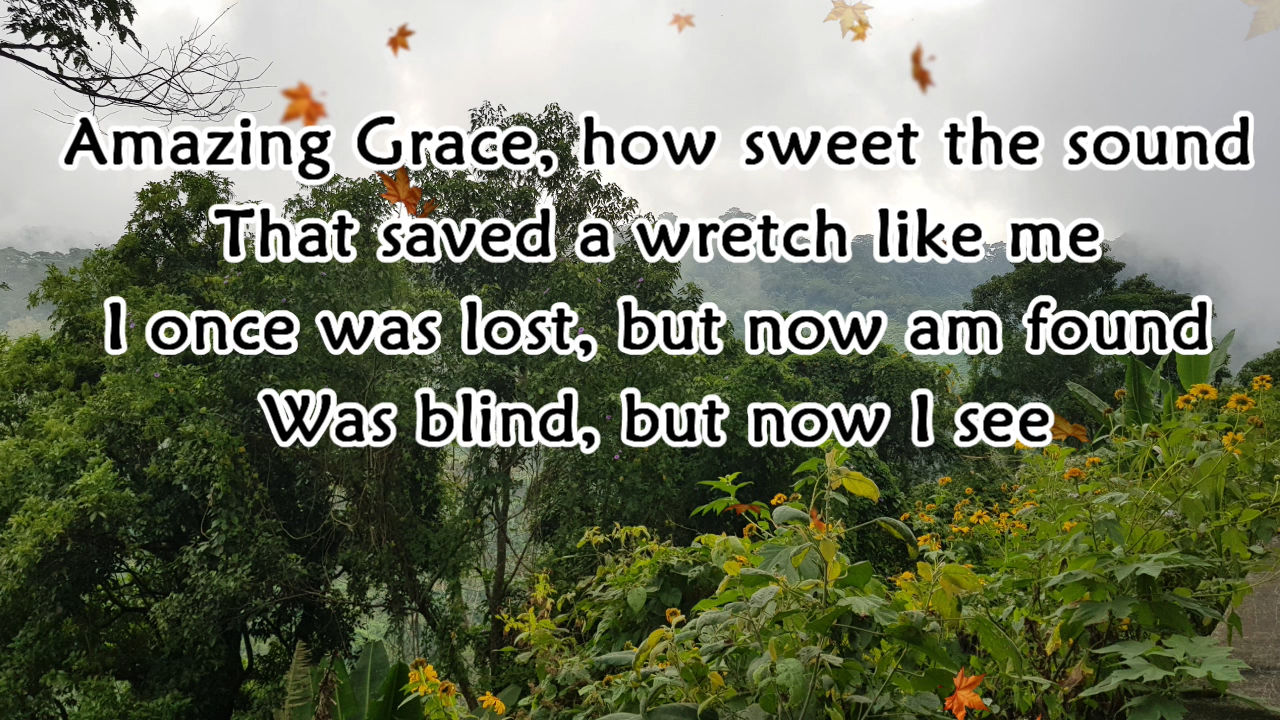 Amazing Grace, how sweet the sound
That saved a wretch like me
I once was lost, but now am found
Was blind, but now I see